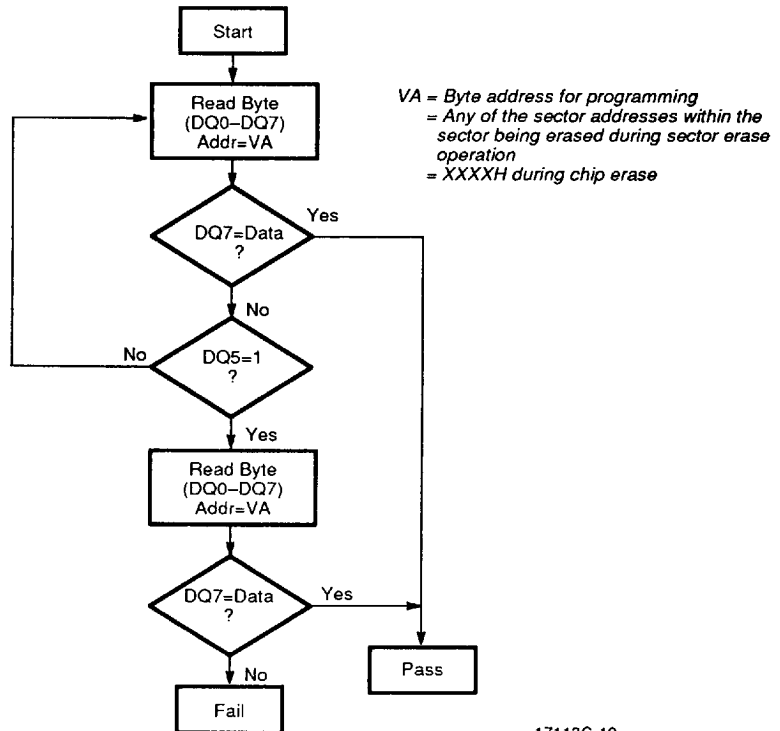 Start
Read Byte
(DQ0–DQ7)
Addr=VA
VA = Byte address for programming
= Any of the sector addresses within the
sector being erased during sector erase
operation
= XXXXH during chip erase
DQ7=Data
?
Yes
No
DQ5=1
?
No
Yes
Read Byte
(DQ0–DQ7)
Addr=VA
DQ7=Data
?
Yes
No
Pass
Fail